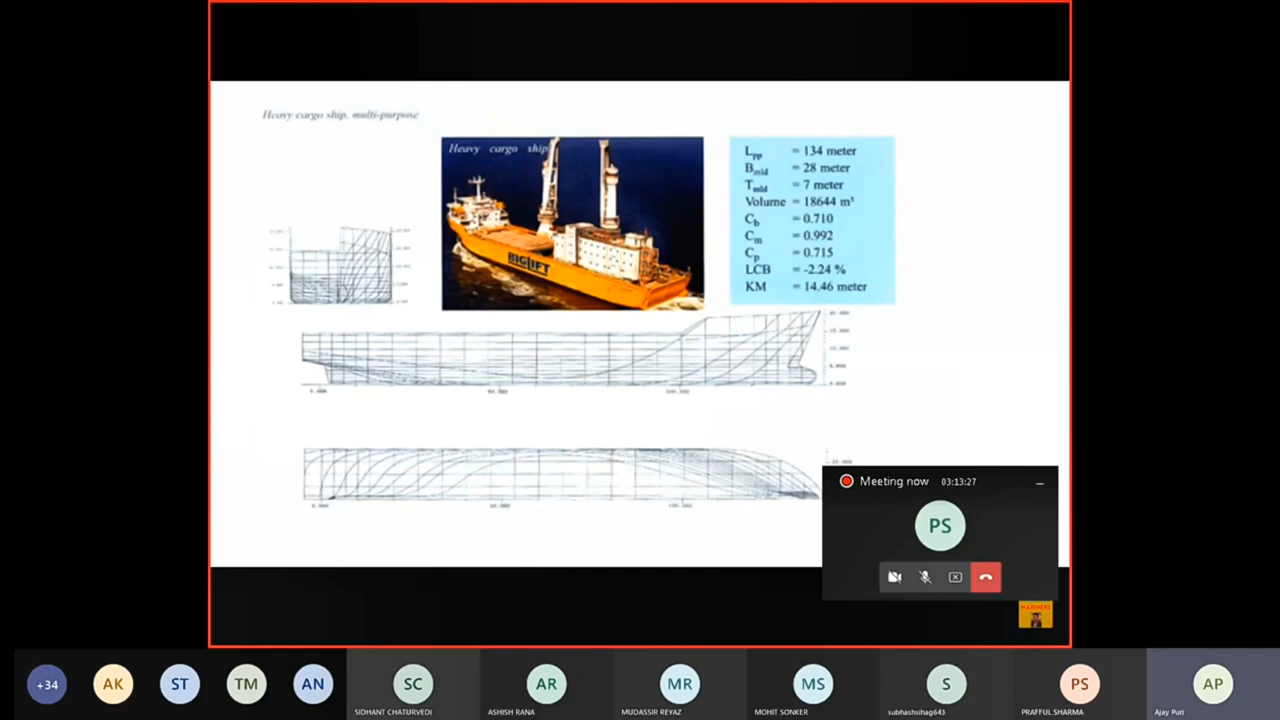 Heavy cargo ship, multi-purpose
Heavy cargo ship
BIGLIFT
Lpp = 134 meter
Bmld = 28 meter
Tmld = 7 meter
Volume = 18644 m³
Cb = 0.710
Cm = 0.992
Cp = 0.715
LCB = -2.24 %
KM = 14.46 meter
Meeting now 03:13:27
PS
MARINERS
+34 AK ST TM AN SC AR MR MS S PS AP
SIDHANT CHATURVEDI ASHISH RANA MUDASSIR REYAZ MOHIT SONKER subhashsihag643 PRAFFUL SHARMA Ajay Puri